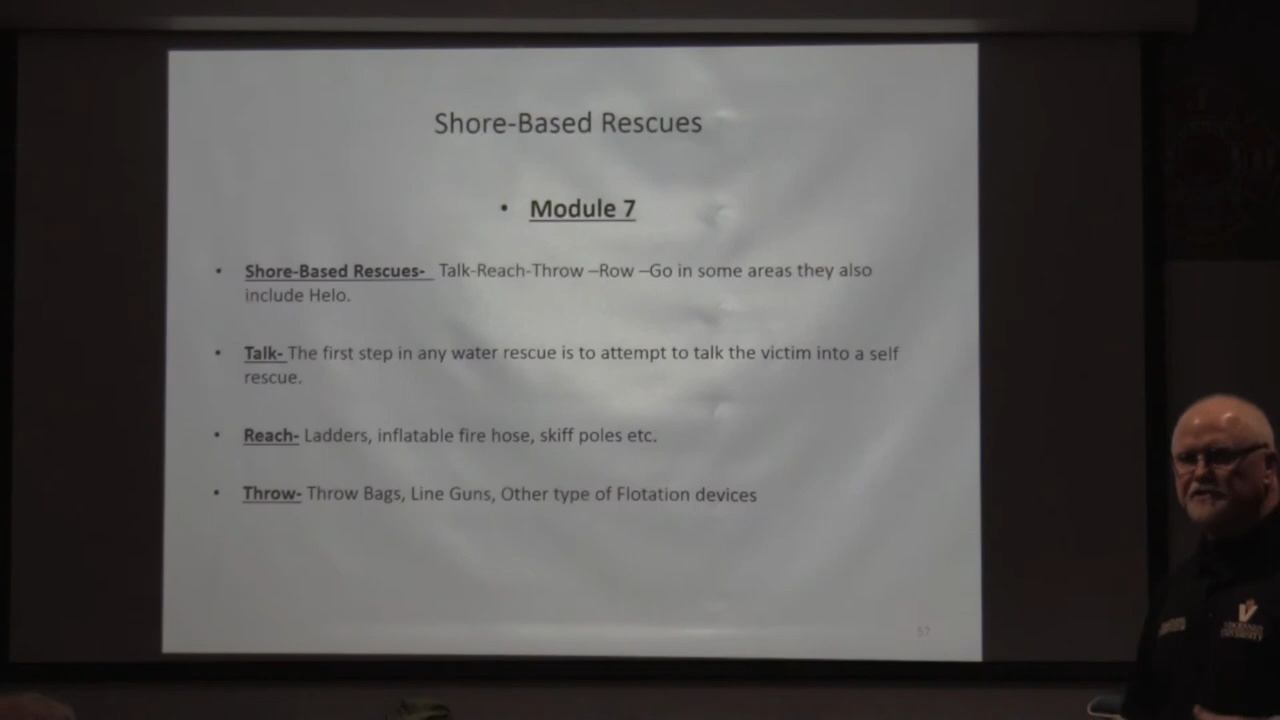 Shore-Based Rescues
• Module 7
• Shore-Based Rescues- Talk-Reach-Throw –Row –Go in some areas they also
include Helo.
• Talk- The first step in any water rescue is to attempt to talk the victim into a self
rescue.
• Reach- Ladders, inflatable fire hose, skiff poles etc.
• Throw- Throw Bags, Line Guns, Other type of Flotation devices
57